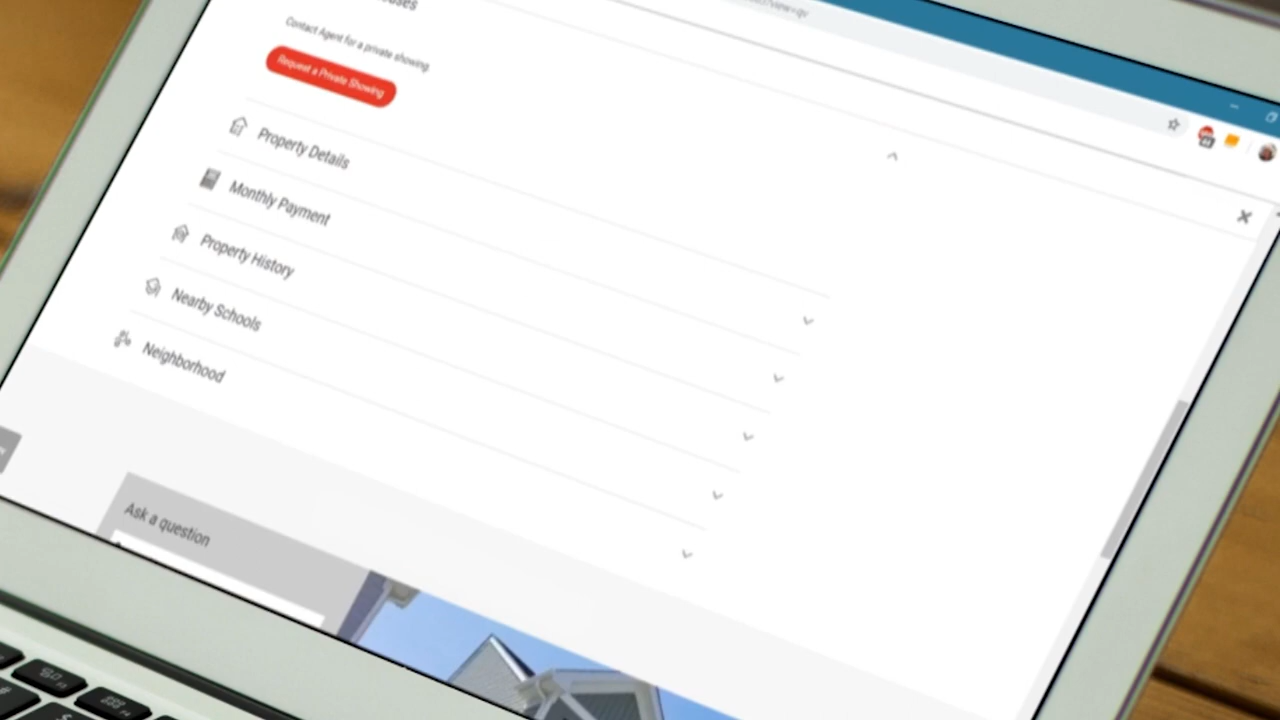 Contact Agent for a private showing
Request a Private Showing
Property Details
Monthly Payment
Property History
Nearby Schools
Neighborhood
Ask a question